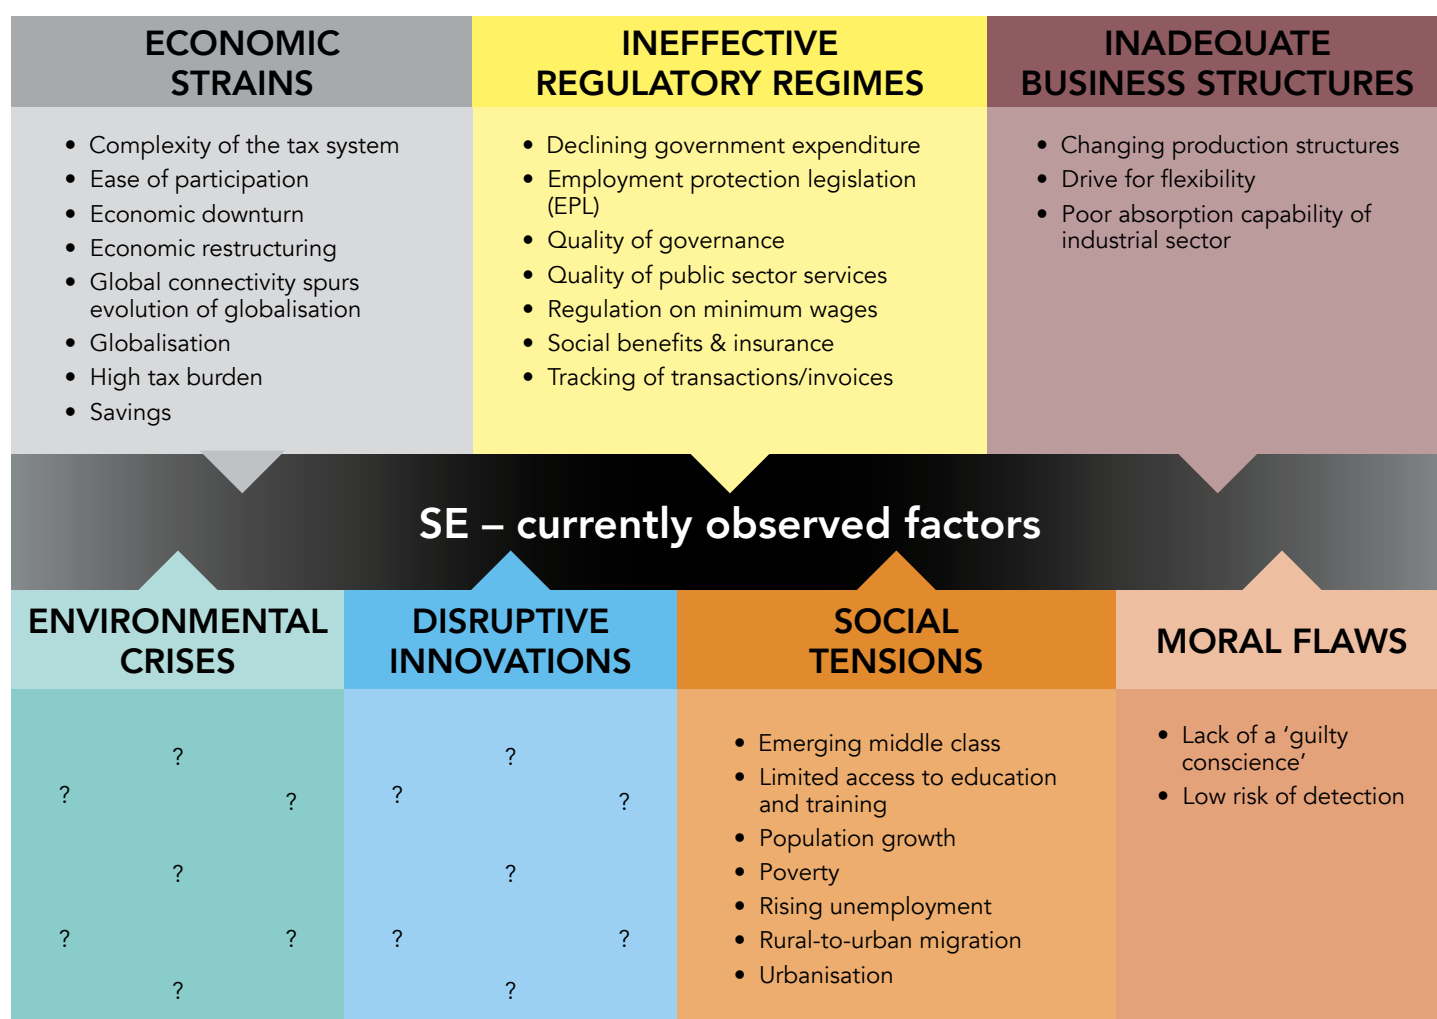 ECONOMIC
STRAINS
• Complexity of the tax system
• Ease of participation
• Economic downturn
• Economic restructuring
• Global connectivity spurs
evolution of globalisation
• Globalisation
• High tax burden
• Savings
INEFFECTIVE
REGULATORY REGIMES
• Declining government expenditure
• Employment protection legislation
(EPL)
• Quality of governance
• Quality of public sector services
• Regulation on minimum wages
• Social benefits & insurance
• Tracking of transactions/invoices
INADEQUATE
BUSINESS STRUCTURES
• Changing production structures
• Drive for flexibility
• Poor absorption capability of
industrial sector
SE – currently observed factors
ENVIRONMENTAL
CRISES
?
? ?
?
? ?
?
DISRUPTIVE
INNOVATIONS
?
? ?
?
? ?
?
SOCIAL
TENSIONS
• Emerging middle class
• Limited access to education
and training
• Population growth
• Poverty
• Rising unemployment
• Rural-to-urban migration
• Urbanisation
MORAL FLAWS
• Lack of a ‘guilty
conscience’
• Low risk of detection